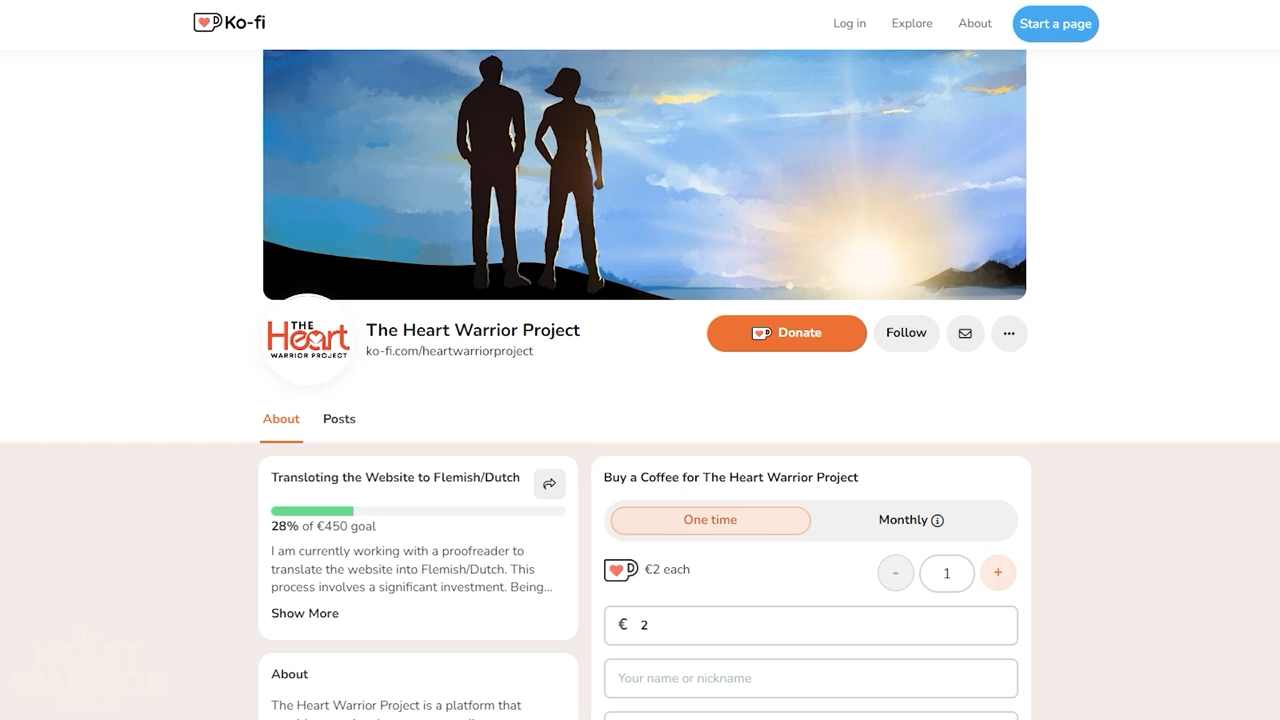 Ko-fi
Log in
Explore
About
Start a page
THE
Heart
WARRIOR PROJECT
The Heart Warrior Project
ko-fi.com/heartwarriorproject
Donate
Follow
About
Posts
Transloting the Website to Flemish/Dutch
28% of €450 goal
I am currently working with a proofreader to
translate the website into Flemish/Dutch. This
process involves a significant investment. Being...
Show More
About
The Heart Warrior Project is a platform that
Buy a Coffee for The Heart Warrior Project
One time
Monthly
€2 each
-
1
+
€ 2
Your name or nickname
The
HEART
WARRIOR